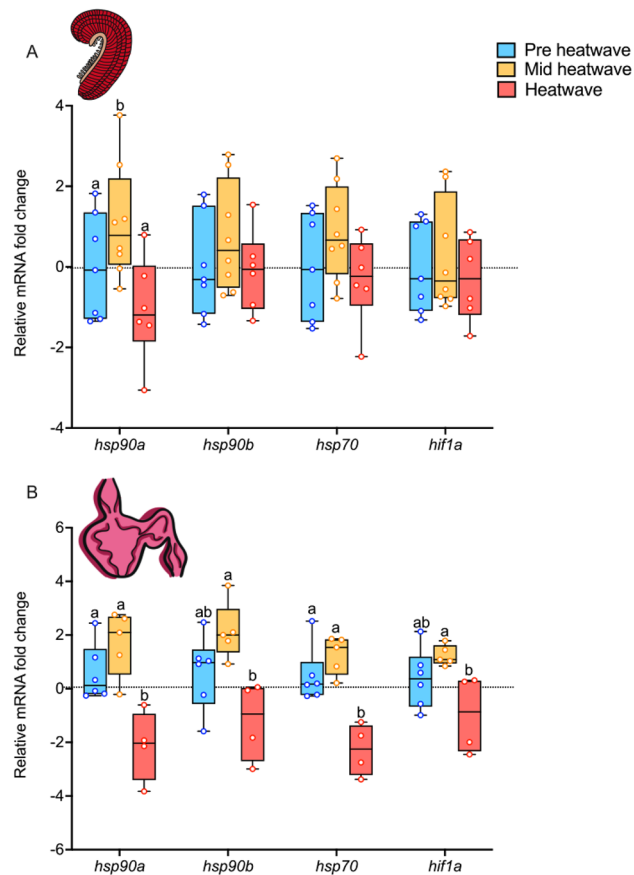 A
Pre heatwave
Mid heatwave
Heatwave
Relative mRNA fold change
4
2
0
-2
-4
a b a
hsp90a hsp90b hsp70 hif1a
B
Relative mRNA fold change
6
4
2
0
-2
-4
-6
a a b ab a b a a b ab a b
hsp90a hsp90b hsp70 hif1a